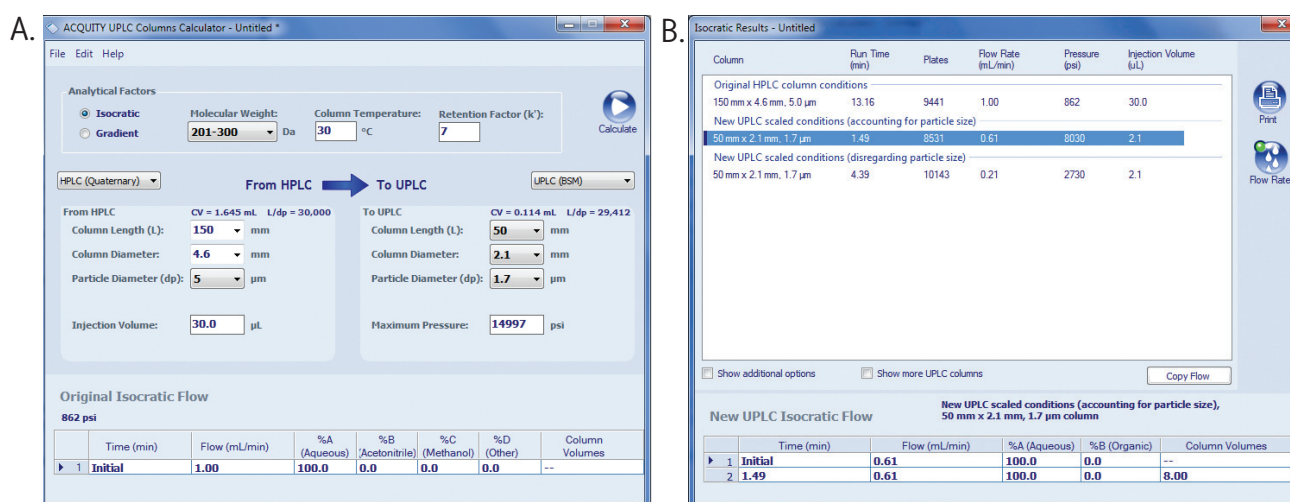 A.
ACQUITY UPLC Columns Calculator - Untitled *
File Edit Help
Analytical Factors
Isocratic
Gradient
Molecular Weight:
201-300 Da
Column Temperature:
30 °C
Retention Factor (k'):
7
Calculate
HPLC (Quaternary)
From HPLC To UPLC
UPLC (BSM)
From HPLC CV = 1.645 mL L/dp = 30,000
Column Length (L): 150 mm
Column Diameter: 4.6 mm
Particle Diameter (dp): 5 µm
Injection Volume: 30.0 µL
To UPLC CV = 0.114 mL L/dp = 29,412
Column Length (L): 50 mm
Column Diameter: 2.1 mm
Particle Diameter (dp): 1.7 µm
Maximum Pressure: 14997 psi
Original Isocratic Flow
862 psi
Time (min) Flow (mL/min) %A (Aqueous) %B (Acetonitrile) %C (Methanol) %D (Other) Column Volumes
1 Initial 1.00 100.0 0.0 0.0 0.0 --
B.
Isocratic Results - Untitled
Column Run Time (min) Plates Flow Rate (mL/min) Pressure (psi) Injection Volume (uL)
Original HPLC column conditions
150 mm x 4.6 mm, 5.0 µm 13.16 9441 1.00 862 30.0
New UPLC scaled conditions (accounting for particle size)
50 mm x 2.1 mm, 1.7 µm 1.49 8531 0.61 8030 2.1
New UPLC scaled conditions (disregarding particle size)
50 mm x 2.1 mm, 1.7 µm 4.39 10143 0.21 2730 2.1
Print
Flow Rate
Show additional options Show more UPLC columns Copy Flow
New UPLC Isocratic Flow
New UPLC scaled conditions (accounting for particle size),
50 mm x 2.1 mm, 1.7 µm column
Time (min) Flow (mL/min) %A (Aqueous) %B (Organic) Column Volumes
1 Initial 0.61 100.0 0.0 --
2 1.49 0.61 100.0 0.0 8.00